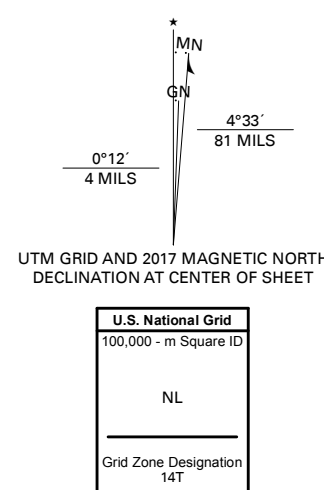 ★
MN
GN
4°33´
81 MILS
0°12´
4 MILS
UTM GRID AND 2017 MAGNETIC NORTH
DECLINATION AT CENTER OF SHEET
U.S. National Grid
100,000 - m Square ID
NL
Grid Zone Designation
14T